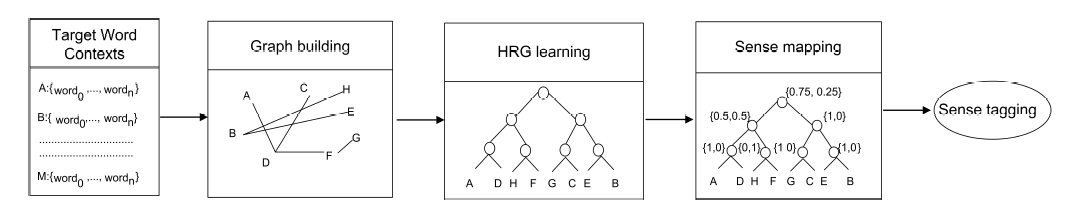 Target Word
Contexts
A:{word0 ,..., wordn}
B:{ word0,..., wordn}
................................
................................
M:{word0 ,..., wordn}
Graph building
A
C
H
B
E
G
D
F
HRG learning
A D H F G C E B
Sense mapping
{0.75, 0.25}
{0.5,0.5} {1,0}
{1,0} {0,1} {1 0} {1,0}
A D H F G C E B
Sense tagging